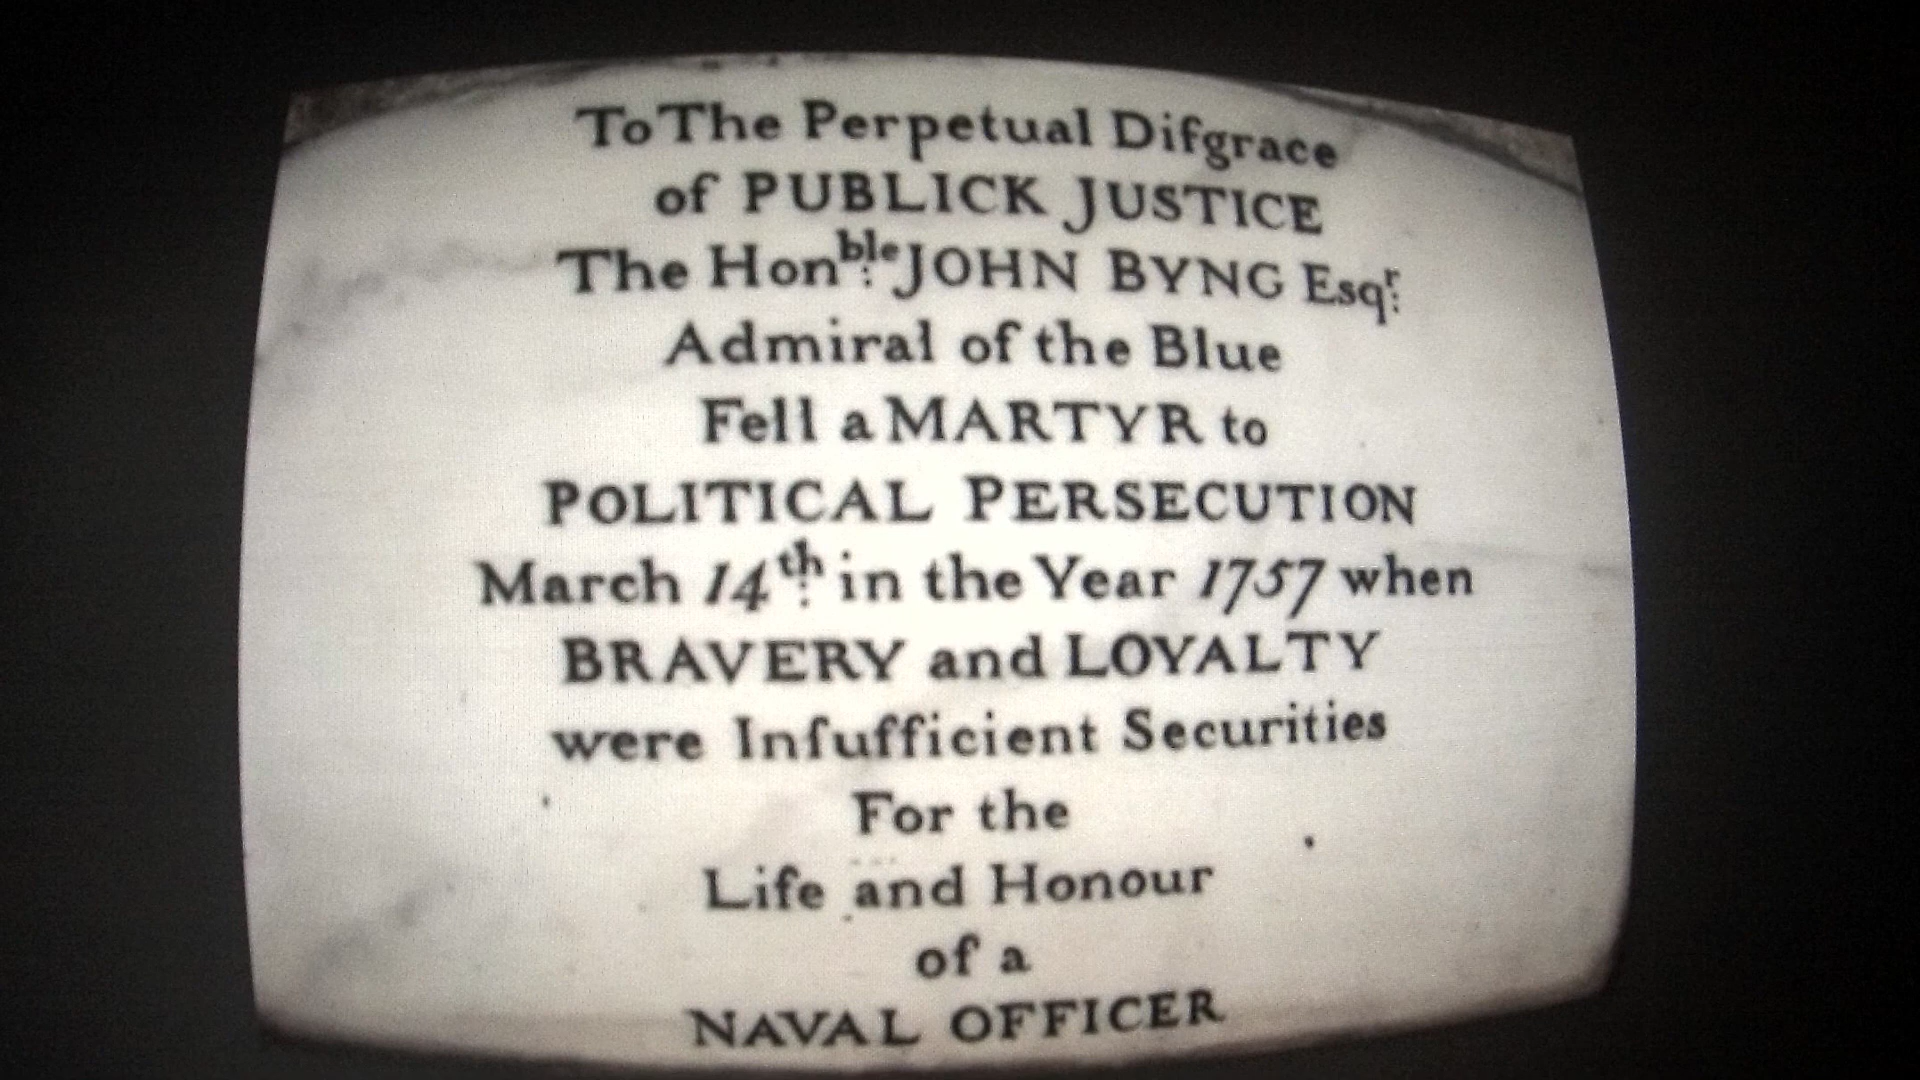 To The Perpetual Diſgrace
of PUBLICK JUSTICE
The Honble. JOHN BYNG Esqr.
Admiral of the Blue
Fell a MARTYR to
POLITICAL PERSECUTION
March 14th. in the Year 1757 when
BRAVERY and LOYALTY
were Inſufficient Securities
For the
Life and Honour
of a
NAVAL OFFICER